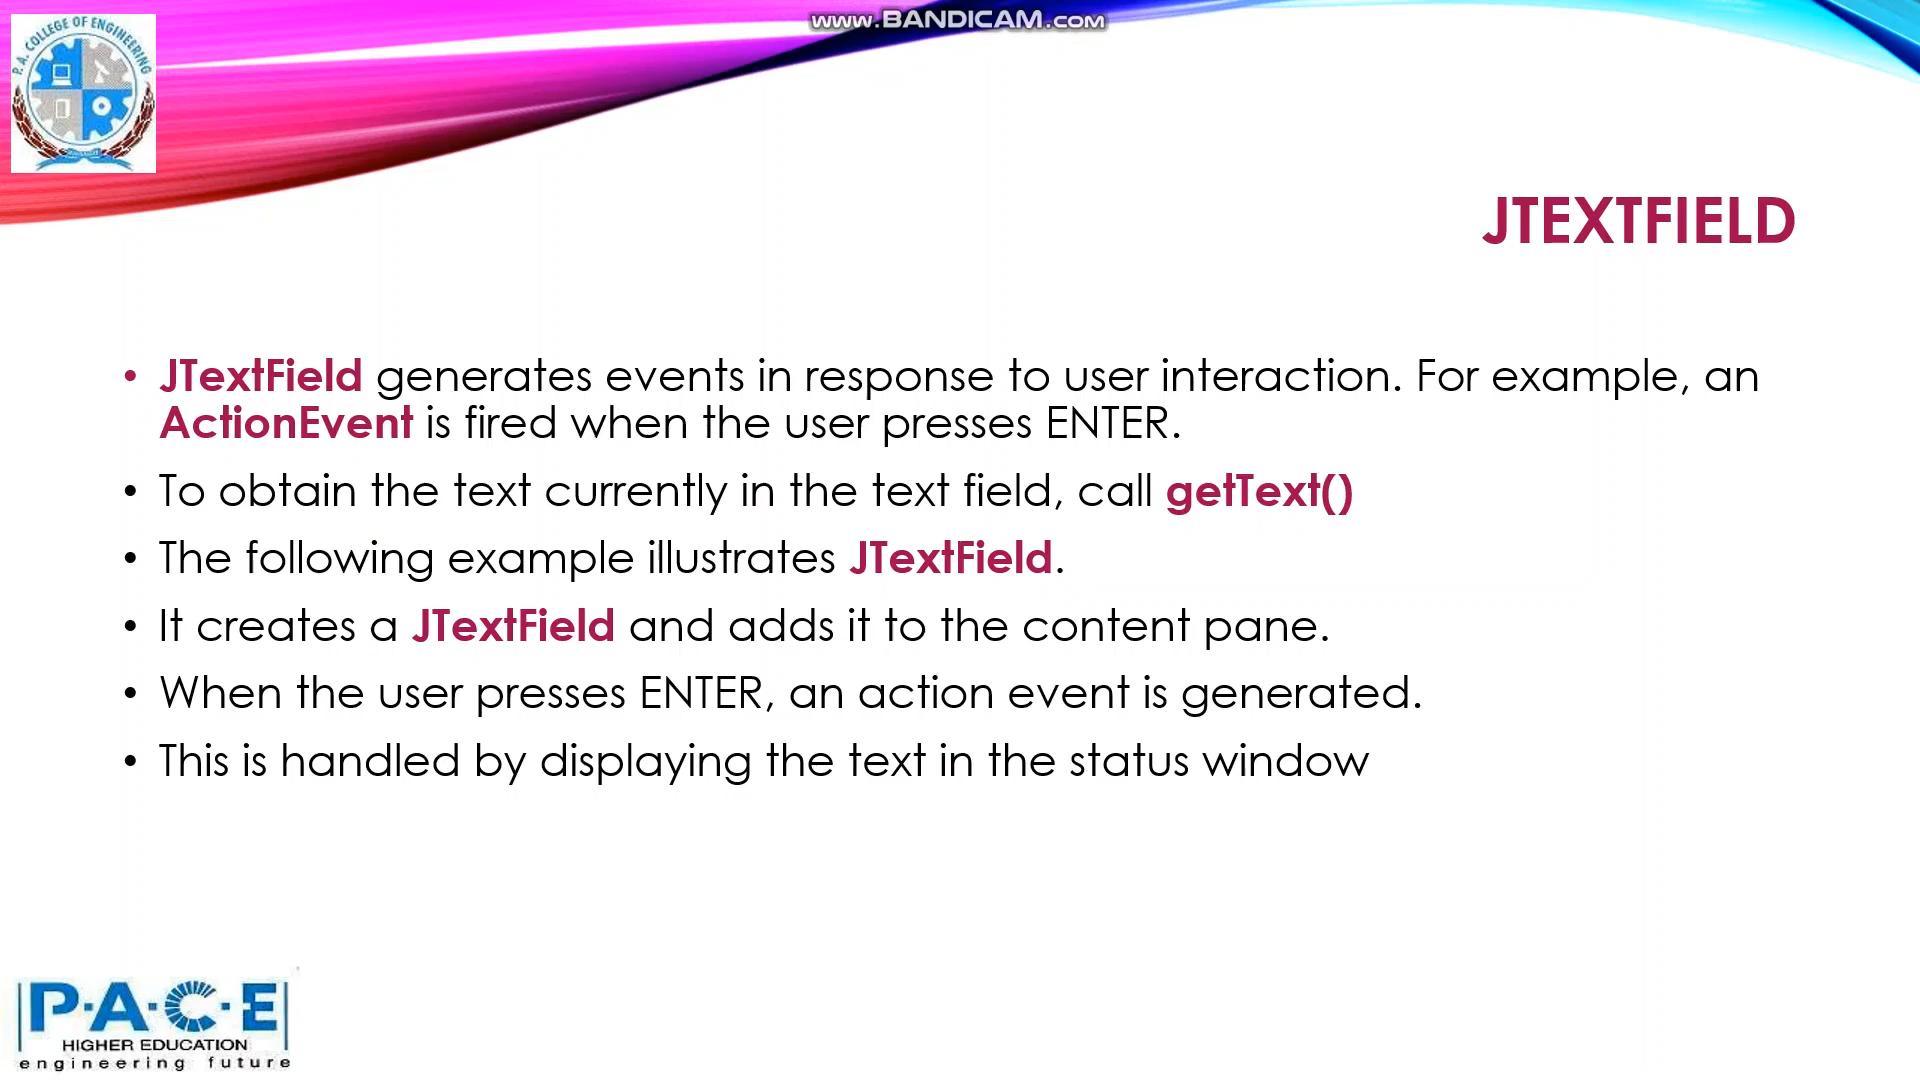 www.BANDICAM.com
P.A. COLLEGE OF ENGINEERING
JTEXTFIELD
• JTextField generates events in response to user interaction. For example, an
ActionEvent is fired when the user presses ENTER.
• To obtain the text currently in the text field, call getText()
• The following example illustrates JTextField.
• It creates a JTextField and adds it to the content pane.
• When the user presses ENTER, an action event is generated.
• This is handled by displaying the text in the status window
P·A·C·E
HIGHER EDUCATION
engineering future